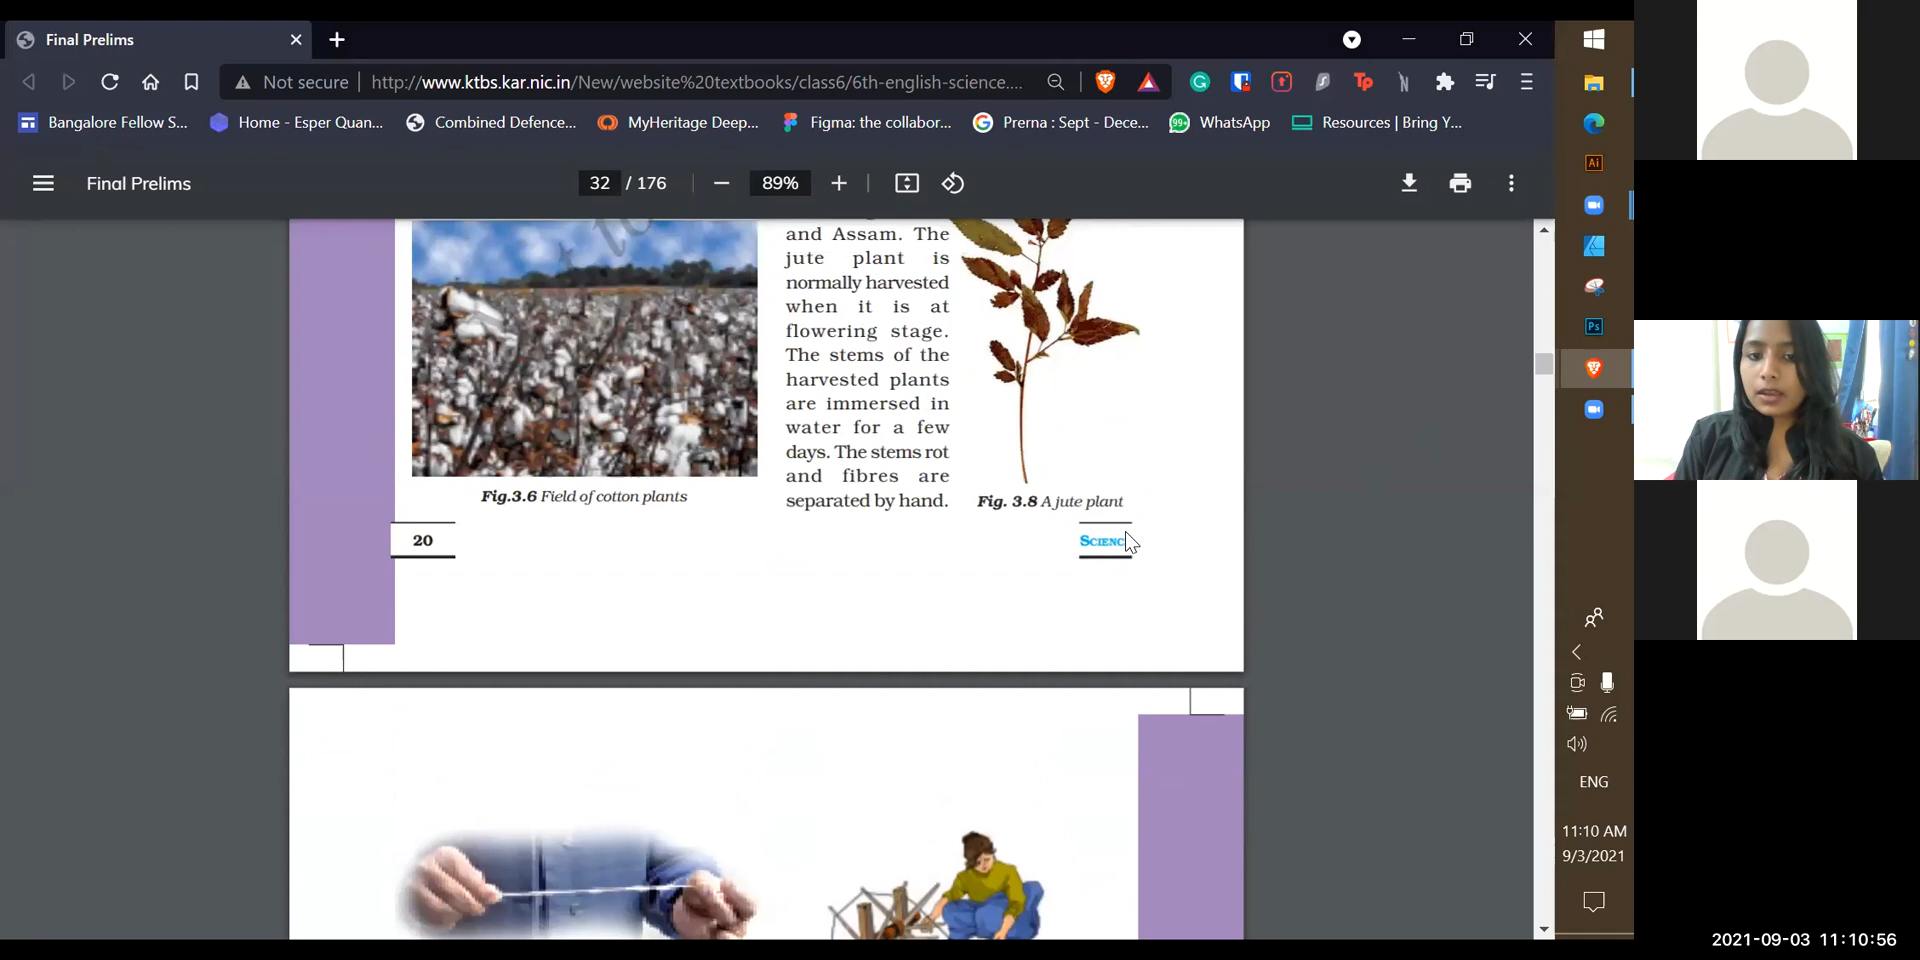 Final Prelims
Not secure
http://www.ktbs.kar.nic.in/New/website%20textbooks/class6/6th-english-science....
Bangalore Fellow S...
Home - Esper Quan...
Combined Defence...
MyHeritage Deep...
Figma: the collabor...
Prerna : Sept - Dece...
99+
WhatsApp
Resources | Bring Y...
Final Prelims
32 / 176
89%
and Assam. The
jute plant is
normally harvested
when it is at
flowering stage.
The stems of the
harvested plants
are immersed in
water for a few
days. The stems rot
and fibres are
separated by hand.
Fig.3.6 Field of cotton plants
Fig. 3.8 A jute plant
20
SCIENC
Tp
Ai
Ps
ENG
11:10 AM
9/3/2021
2021-09-03 11:10:56